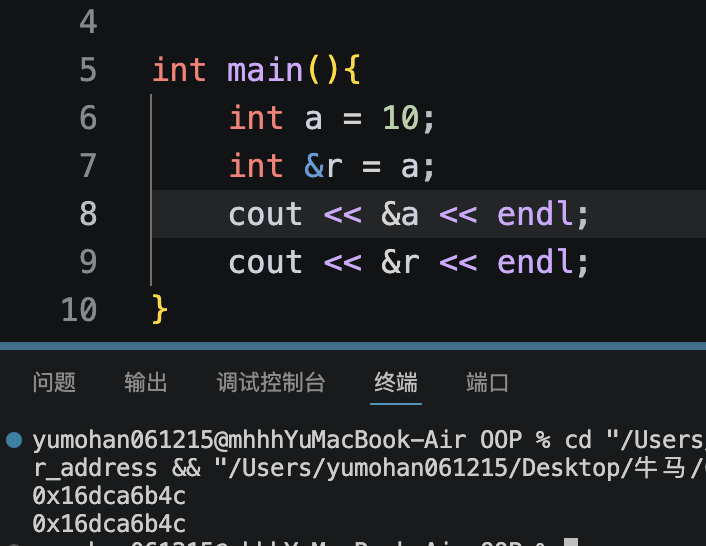 4
5 int main(){
6 int a = 10;
7 int &r = a;
8 cout << &a << endl;
9 cout << &r << endl;
10 }
问题 输出 调试控制台 终端 端口
yumohan061215@mhhhYuMacBook-Air OOP % cd "/Users/
r_address && "/Users/yumohan061215/Desktop/牛马/
0x16dca6b4c
0x16dca6b4c